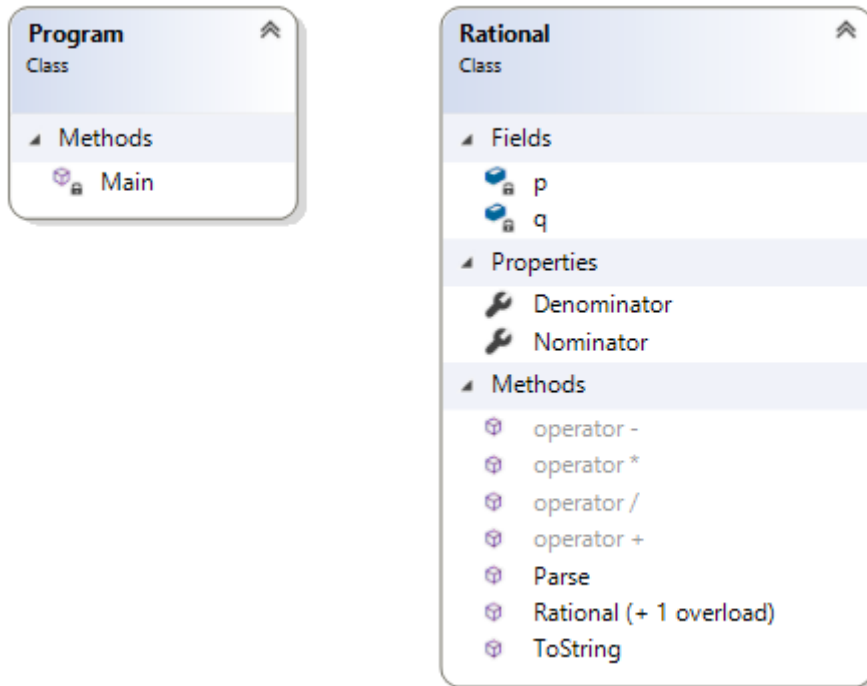 Program
Class
Methods
Main
Rational
Class
Fields
p
q
Properties
Denominator
Nominator
Methods
operator -
operator *
operator /
operator +
Parse
Rational (+ 1 overload)
ToString